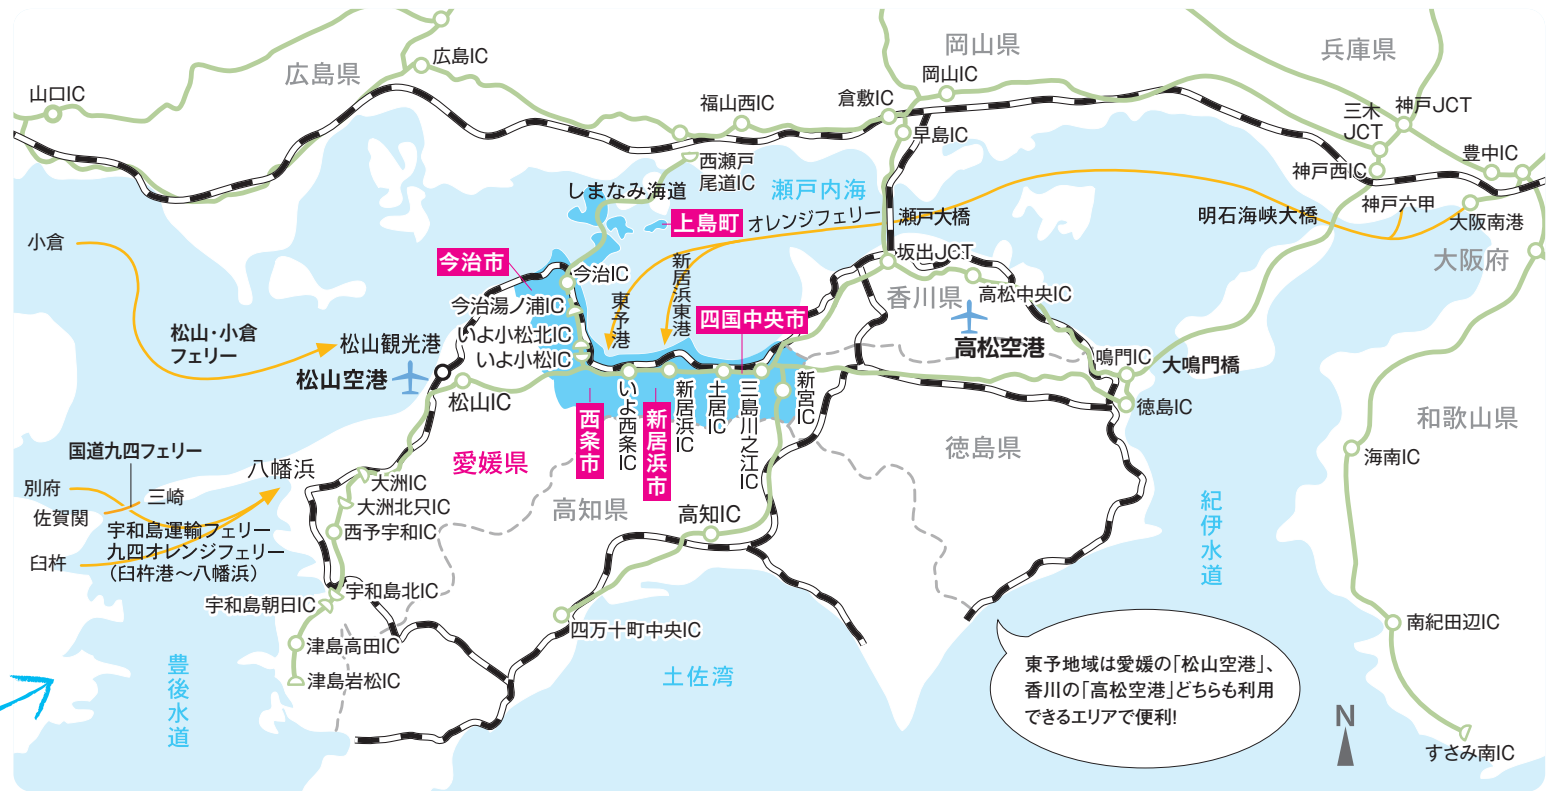 広島IC
広島県
山口IC
岡山県
岡山IC
兵庫県
福山西IC
倉敷IC
早島IC
三木
JCT
神戸JCT
神戸西IC
豊中IC
西瀬戸
尾道IC
しまなみ海道
瀬戸内海
上島町
オレンジフェリー
瀬戸大橋
明石海峡大橋
神戸六甲
大阪南港
大阪府
小倉
今治市
今治IC
新居浜東港
東予港
坂出JCT
香川県
高松中央IC
今治湯ノ浦IC
いよ小松北IC
いよ小松IC
四国中央市
高松空港
松山・小倉
フェリー
松山観光港
松山空港
松山IC
鳴門IC
大鳴門橋
徳島IC
西条市
いよ西条IC
新居浜市
新居浜IC
土居IC
三島川之江IC
新宮IC
徳島県
和歌山県
海南IC
国道九四フェリー
八幡浜
愛媛県
大洲IC
別府
三崎
佐賀関
大洲北只IC
高知県
高知IC
紀伊水道
宇和島運輸フェリー
九四オレンジフェリー
(臼杵港～八幡浜)
臼杵
西予宇和IC
宇和島北IC
宇和島朝日IC
津島高田IC
津島岩松IC
四万十町中央IC
南紀田辺IC
豊後水道
土佐湾
東予地域は愛媛の「松山空港」、
香川の「高松空港」どちらも利用
できるエリアで便利!
N
すさみ南IC